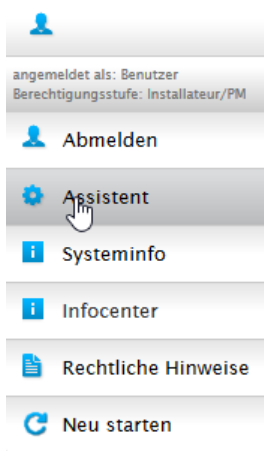 angemeldet als: Benutzer
Berechtigungsstufe: Installateur/PM
Abmelden
Assistent
Systeminfo
Infocenter
Rechtliche Hinweise
Neu starten